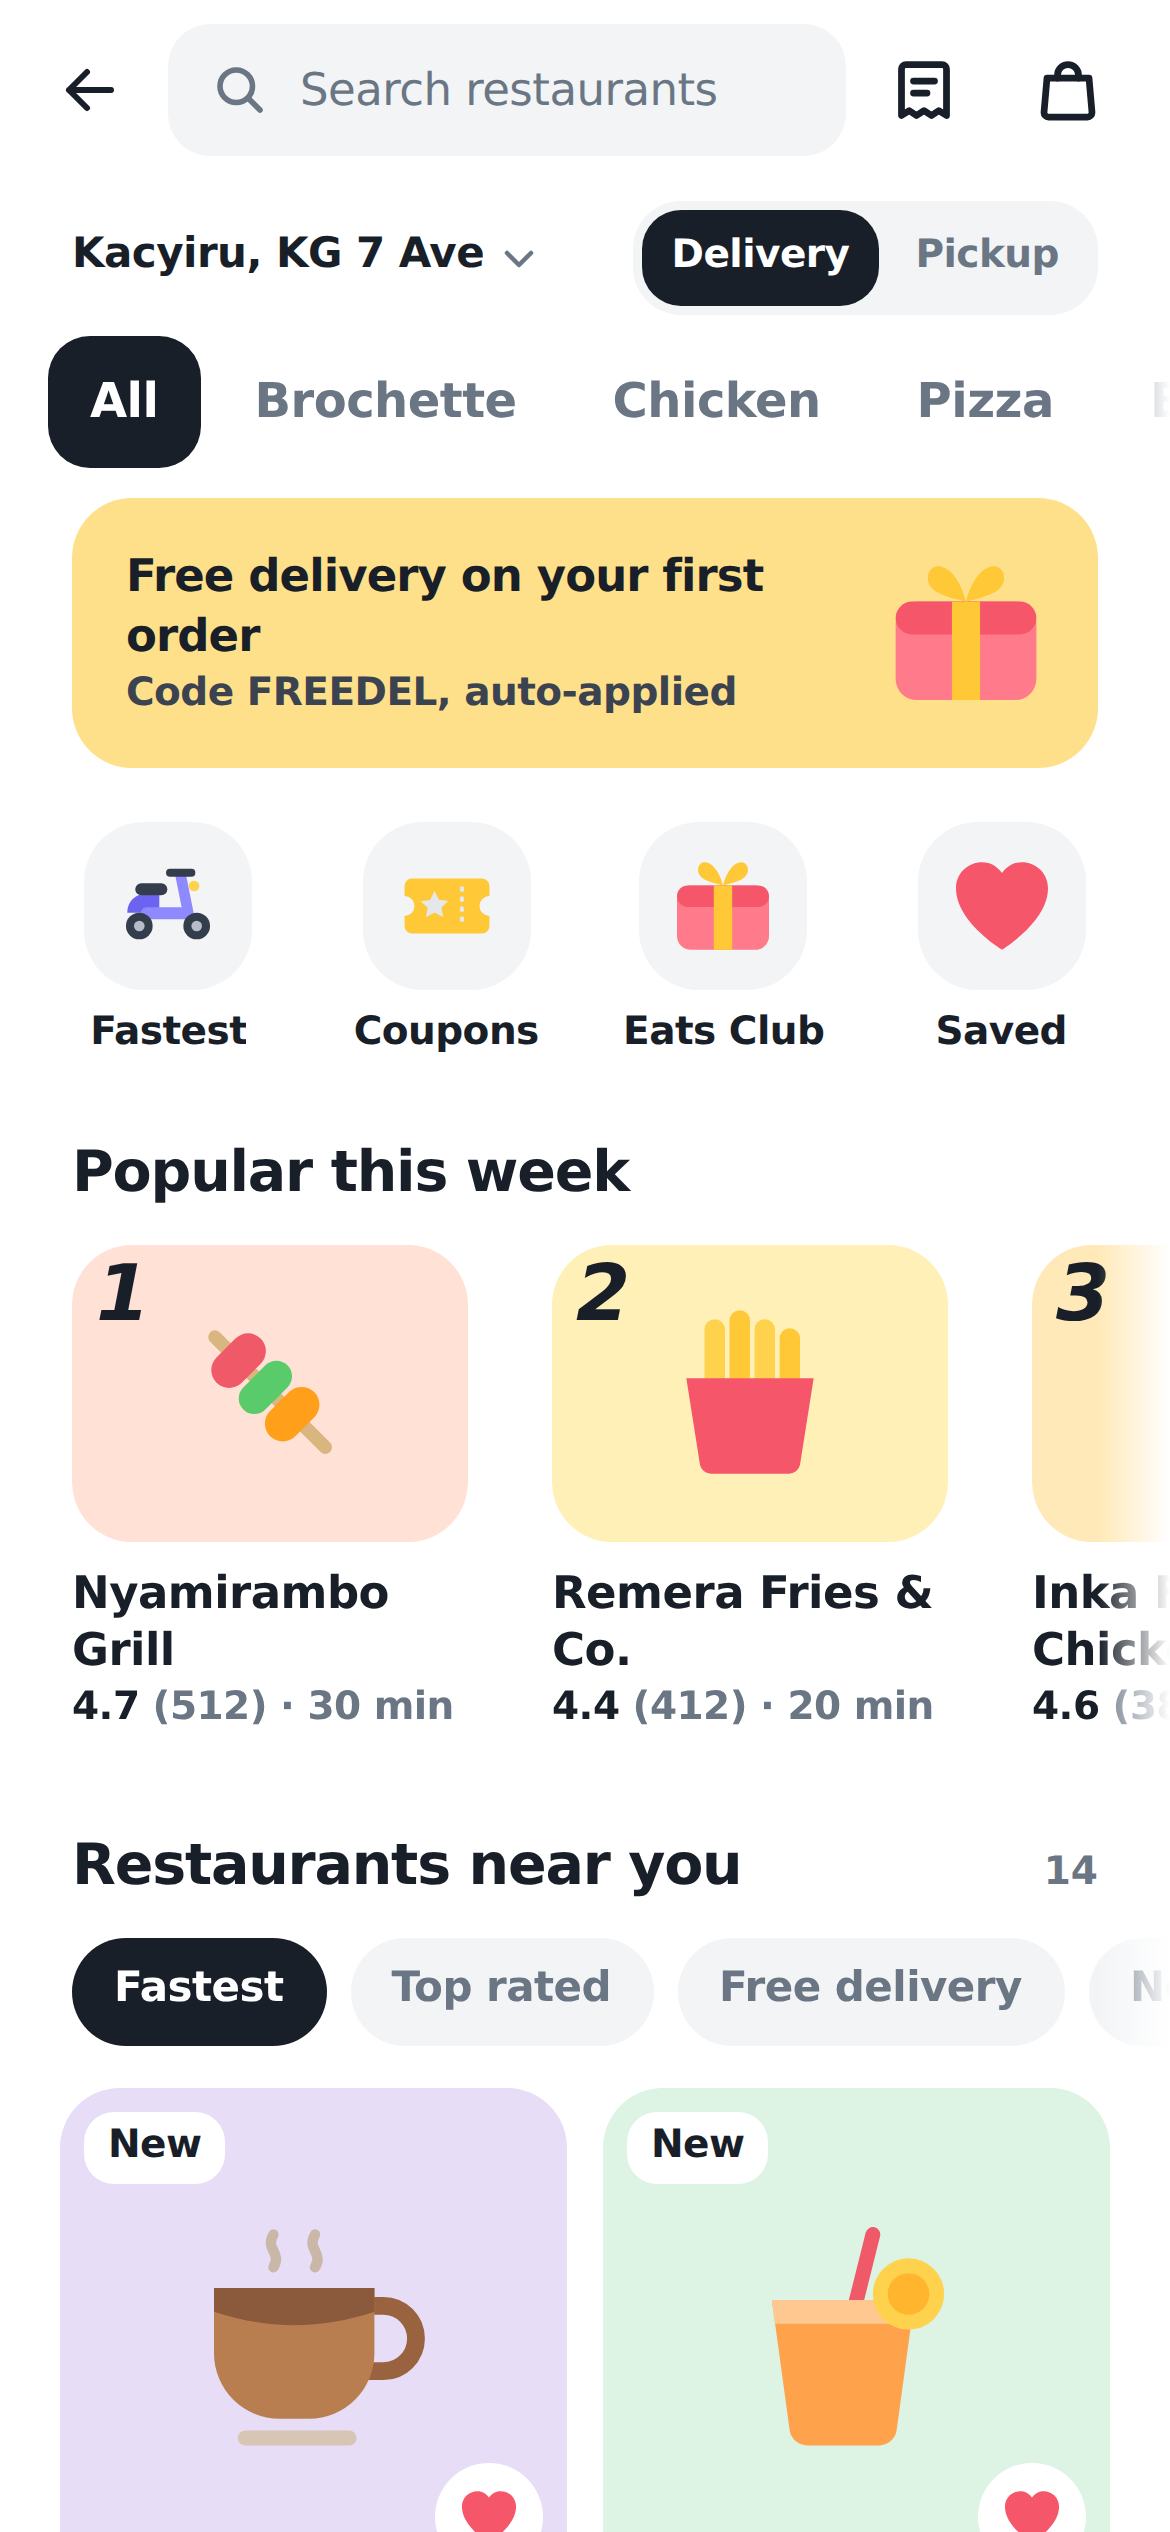 Search restaurants
Kacyiru, KG 7 Ave
Delivery Pickup
All Brochette Chicken Pizza
Free delivery on your first
order
Code FREEDEL, auto-applied
Fastest Coupons Eats Club Saved
Popular this week
1 2 3
Nyamirambo
Grill
4.7 (512) · 30 min
Remera Fries &
Co.
4.4 (412) · 20 min
Inka
4.6
Restaurants near you 14
Fastest Top rated Free delivery
New New